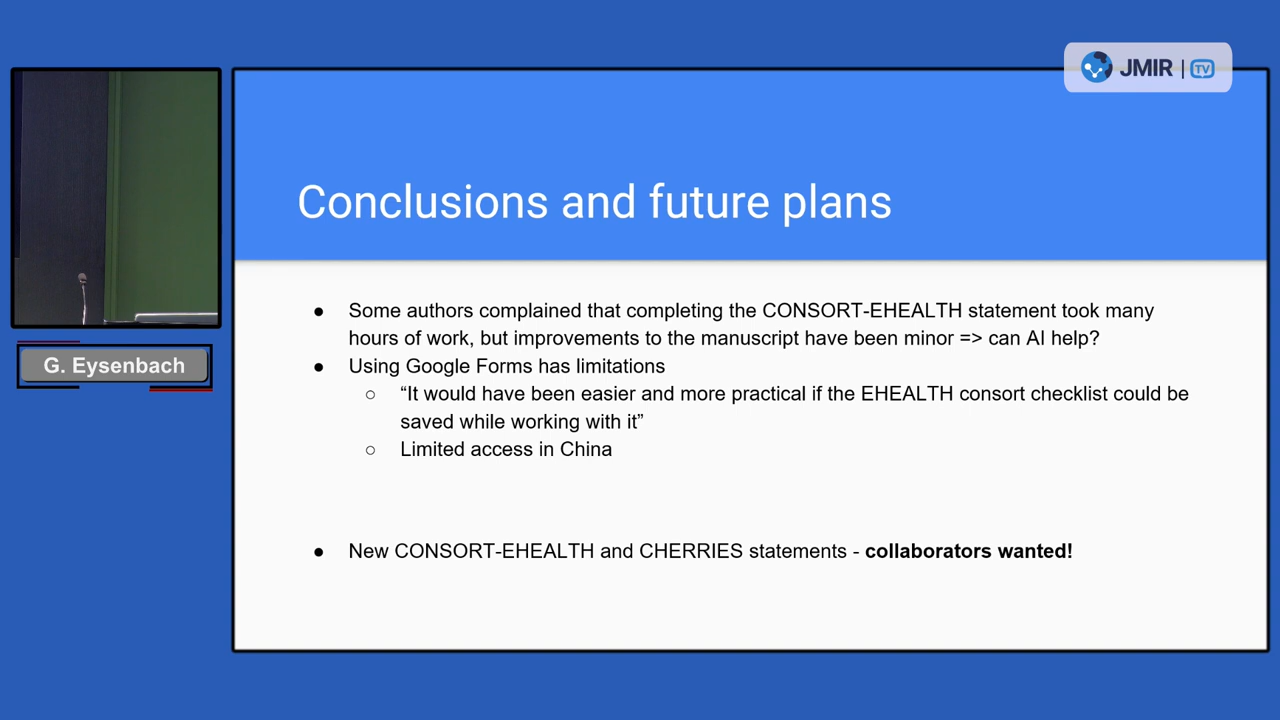 JMIR | TV
Conclusions and future plans
● Some authors complained that completing the CONSORT-EHEALTH statement took many
hours of work, but improvements to the manuscript have been minor => can AI help?
● Using Google Forms has limitations
○ “It would have been easier and more practical if the EHEALTH consort checklist could be
saved while working with it”
○ Limited access in China
● New CONSORT-EHEALTH and CHERRIES statements - collaborators wanted!
G. Eysenbach